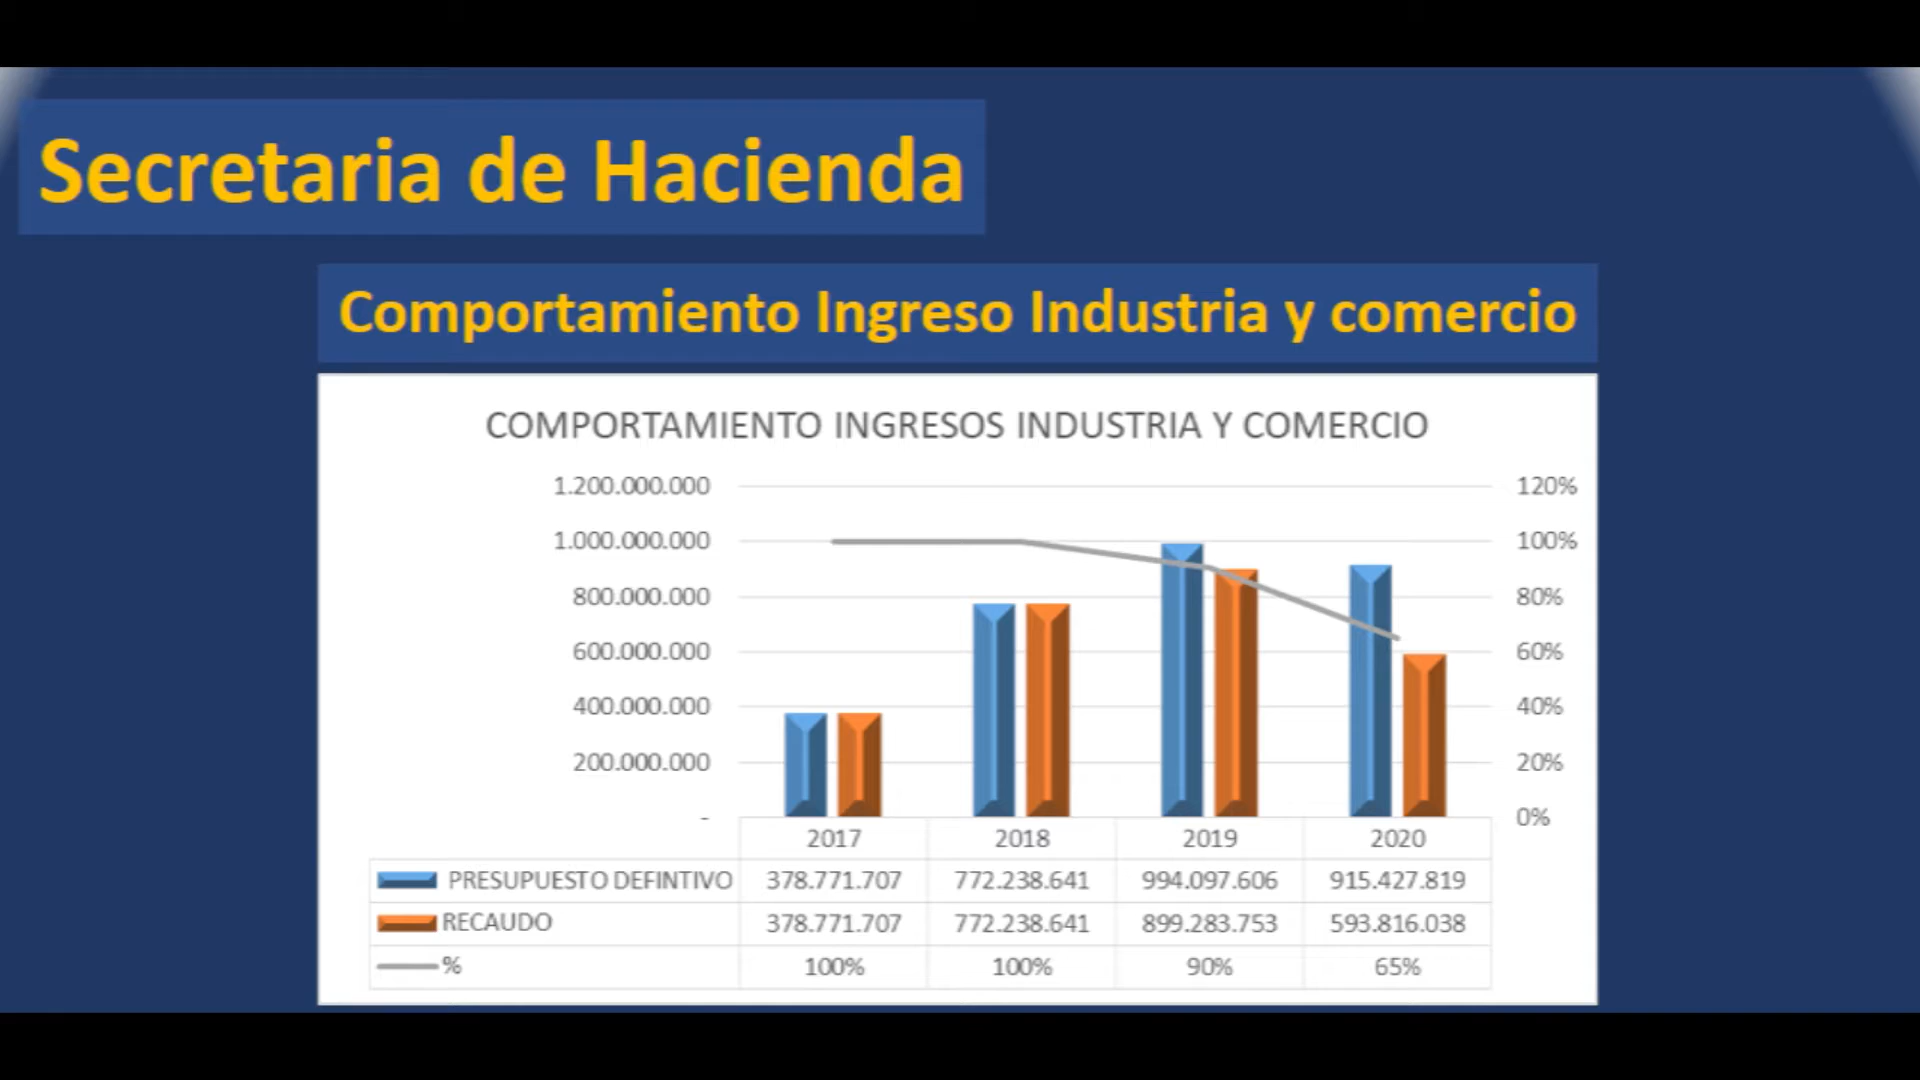 Secretaria de Hacienda
Comportamiento Ingreso Industria y comercio
COMPORTAMIENTO INGRESOS INDUSTRIA Y COMERCIO
1.200.000.000 120%
1.000.000.000 100%
800.000.000 80%
600.000.000 60%
400.000.000 40%
200.000.000 20%
- 0%
2017 2018 2019 2020
PRESUPUESTO DEFINTIVO 378.771.707 772.238.641 994.097.606 915.427.819
RECAUDO 378.771.707 772.238.641 899.283.753 593.816.038
% 100% 100% 90% 65%